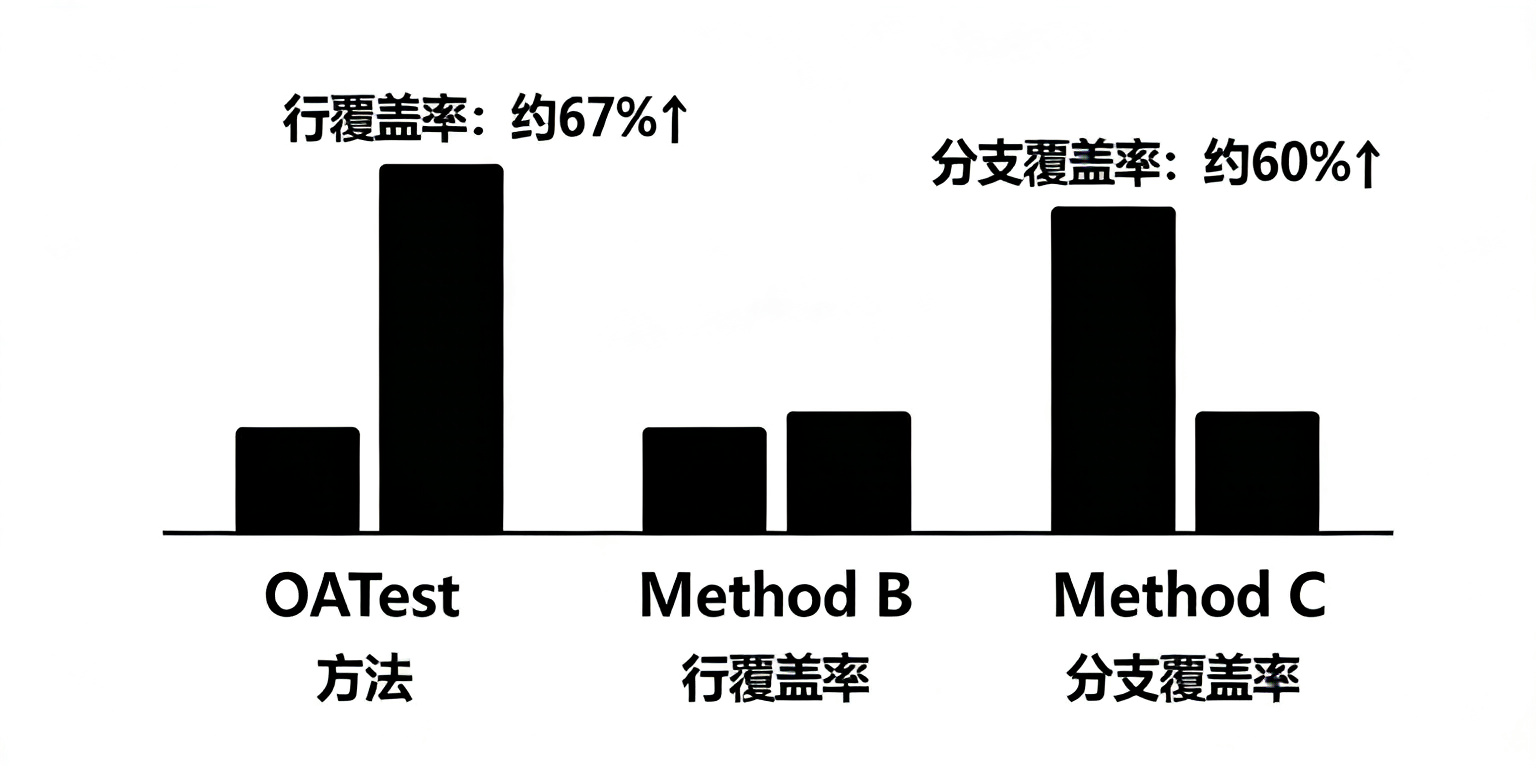 行覆盖率：约67%↑
分支覆盖率：约60%↑
OATest
Method B
Method C
方法
行覆盖率
分支覆盖率